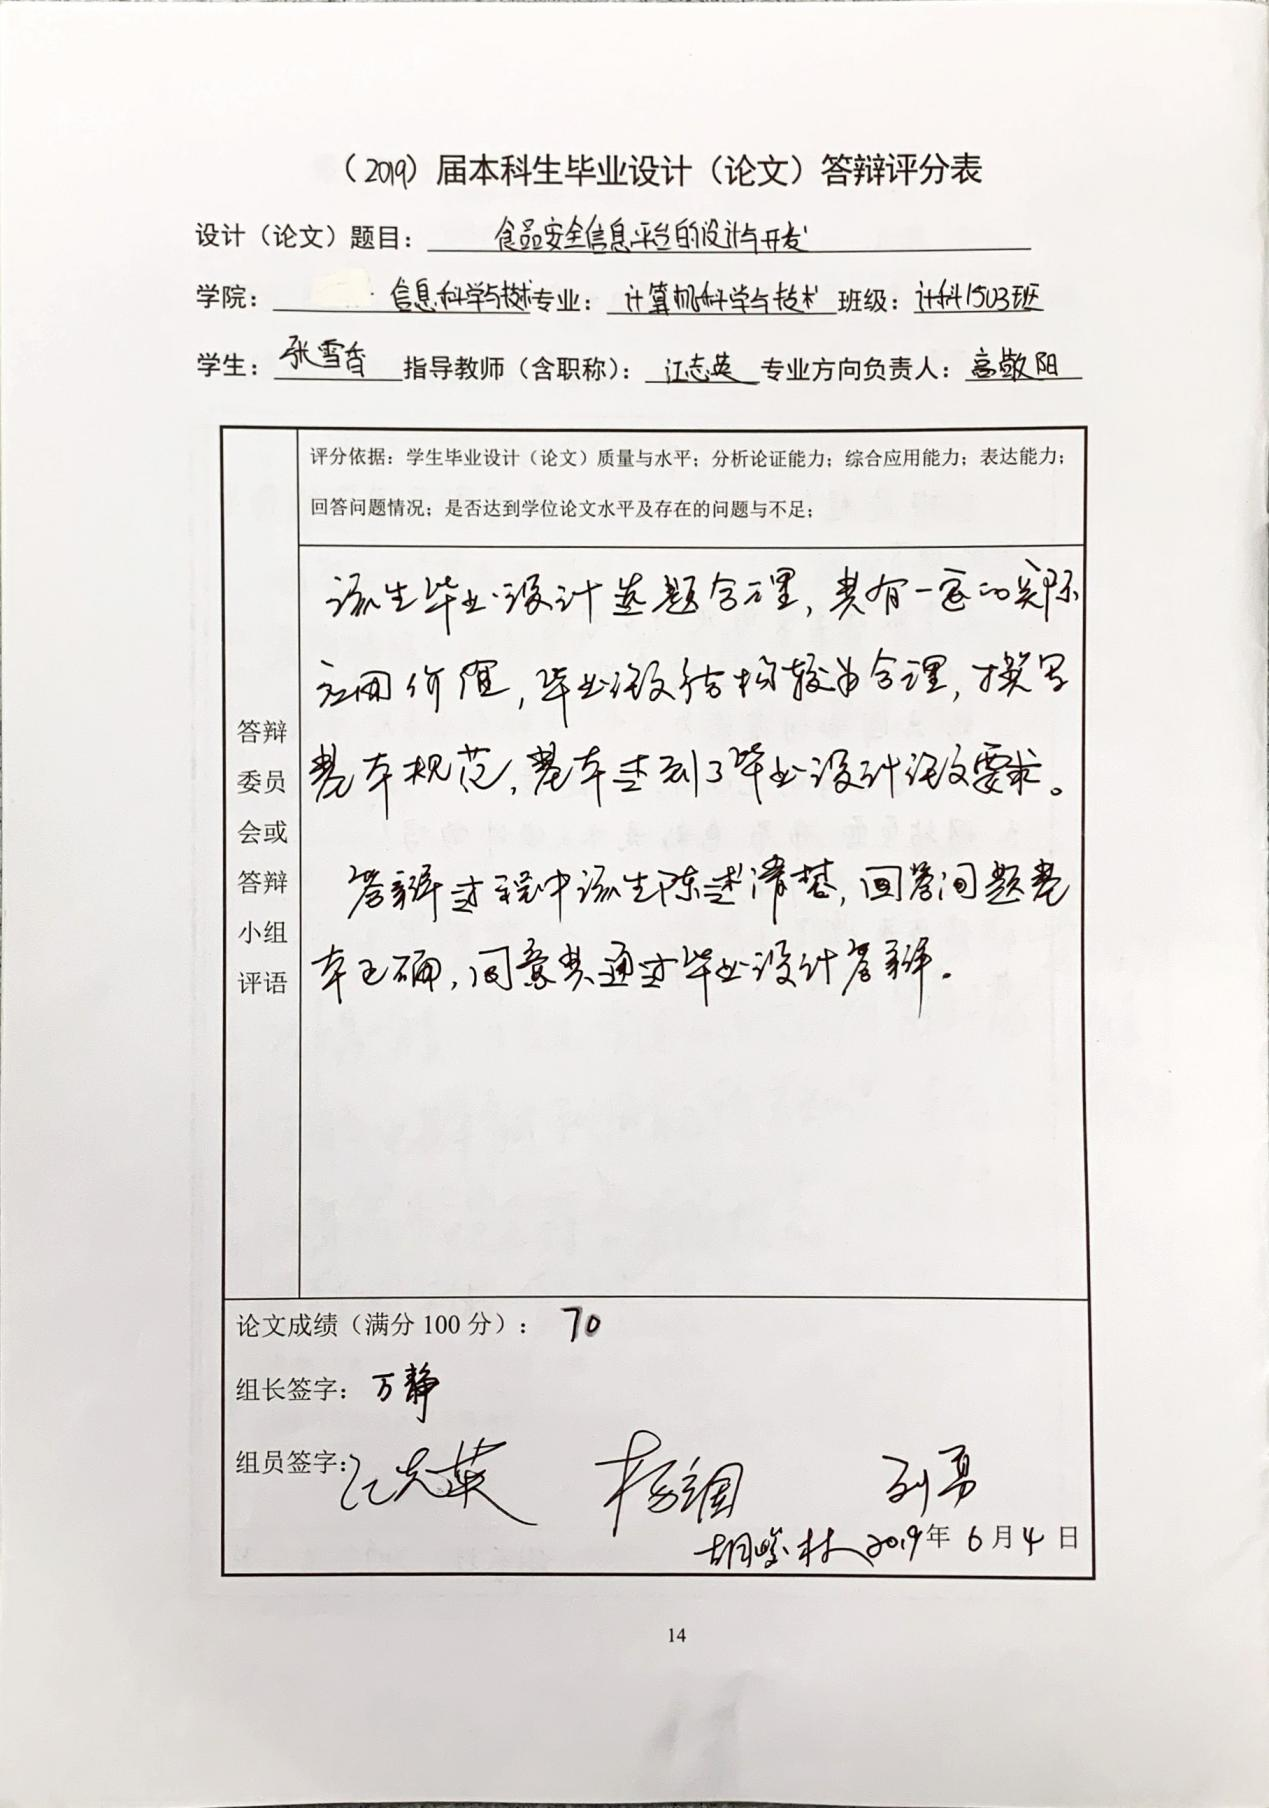 （2019）届本科生毕业设计（论文）答辩评分表
设计（论文）题目：食品安全信息平台的设计与开发
学院：信息科学与技术专业：计算机科学与技术 班级：计科1503班
学生：张雪香 指导教师（含职称）：江志英 专业方向负责人：高敬阳
评分依据：学生毕业设计（论文）质量与水平；分析论证能力；综合应用能力；表达能力；
回答问题情况；是否达到学位论文水平及存在的问题与不足；
答辩
委员
会或
答辩
小组
评语
该生毕业设计选题合理，具有一定的实际
应用价值，毕业论文结构较为合理，撰写
基本规范，基本达到了毕业设计论文要求。
答辩过程中该生陈述清楚，回答问题基
本正确，同意其通过毕业设计答辩。
论文成绩（满分100分）：70
组长签字：万静
组员签字：江志英 刘勇
2019年6月4日
14